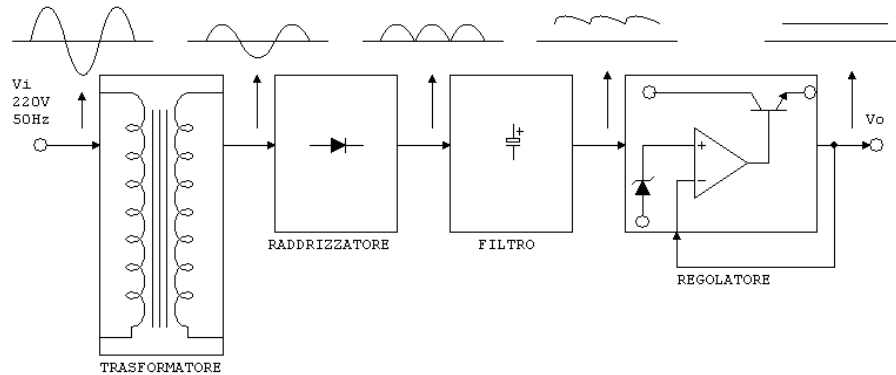 Vi
220V
50Hz
+
+
−
Vo
RADDRIZZATORE
FILTRO
REGOLATORE
TRASFORMATORE